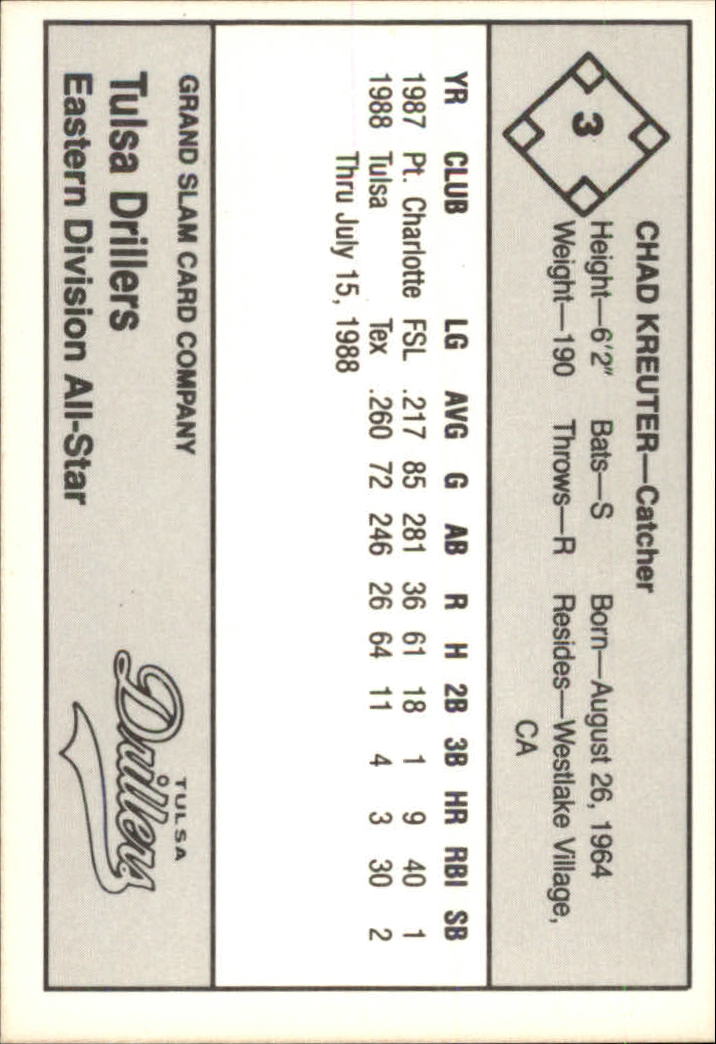 3
CHAD KREUTER—Catcher
Height—6'2" Bats—S Born—August 26, 1964
Weight—190 Throws—R Resides—Westlake Village,
CA
YR CLUB LG AVG G AB R H 2B 3B HR RBI SB
1987 Pt. Charlotte FSL .217 85 281 36 61 18 1 9 40 1
1988 Tulsa Tex .260 72 246 26 64 11 4 3 30 2
Thru July 15, 1988
GRAND SLAM CARD COMPANY
Tulsa Drillers
Eastern Division All-Star
TULSA
Drillers